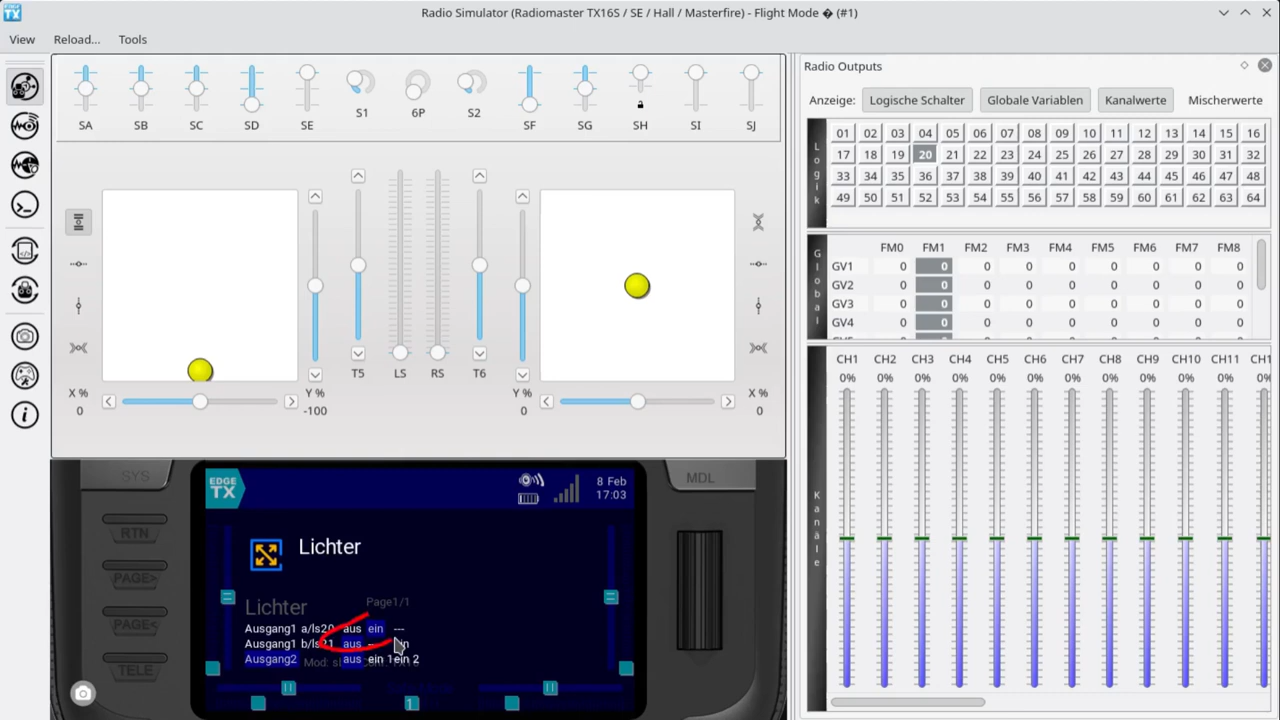 EDGE TX
Radio Simulator (Radiomaster TX16S / SE / Hall / Masterfire) - Flight Mode � (#1)
View Reload... Tools
SA SB SC SD SE S1 6P S2 SF SG SH SI SJ
T5 LS RS T6
X % Y % Y % X %
0 -100 0 0
SYS MDL
RTN
PAGE>
PAGE<
TELE
EDGE TX
8 Feb
17:03
Lichter
Lichter Page1/1
Ausgang1 a/ls20 aus ein ---
Ausgang1 b/ls21 aus
Ausgang2 aus ein 1 ein 2
Mod:
1
Radio Outputs
Anzeige: Logische Schalter Globale Variablen Kanalwerte Mischerwerte
Logik
01 02 03 04 05 06 07 08 09 10 11 12 13 14 15 16
17 18 19 20 21 22 23 24 25 26 27 28 29 30 31 32
33 34 35 36 37 38 39 40 41 42 43 44 45 46 47 48
49 50 51 52 53 54 55 56 57 58 59 60 61 62 63 64
Global
FM0 FM1 FM2 FM3 FM4 FM5 FM6 FM7 FM8
GV1 0 0 0 0 0 0 0 0 0
GV2 0 0 0 0 0 0 0 0 0
GV3 0 0 0 0 0 0 0 0 0
GV4 0 0 0 0 0 0 0 0 0
Kanäle
CH1 CH2 CH3 CH4 CH5 CH6 CH7 CH8 CH9 CH10 CH11 CH1
0% 0% 0% 0% 0% 0% 0% 0% 0% 0% 0% 0%